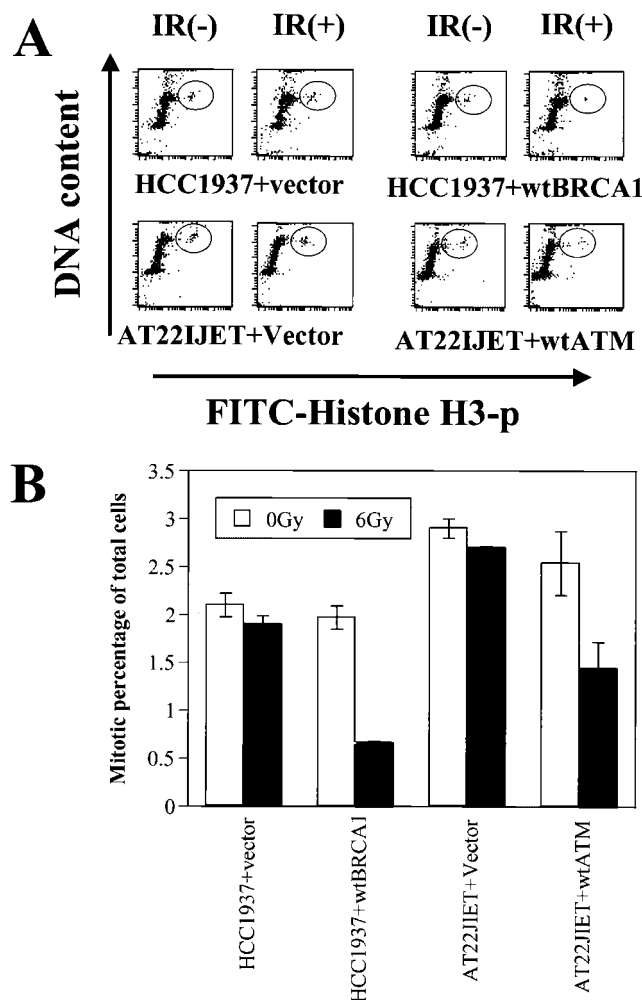 A
IR(-) IR(+) IR(-) IR(+)
DNA content
HCC1937+vector HCC1937+wtBRCA1
AT22IJET+Vector AT22IJET+wtATM
FITC-Histone H3-p
B
Mitotic percentage of total cells
3.5
3
2.5
2
1.5
1
0.5
0
0Gy 6Gy
HCC1937+vector
HCC1937+wtBRCA1
AT22JIET+Vector
AT22JIET+wtATM